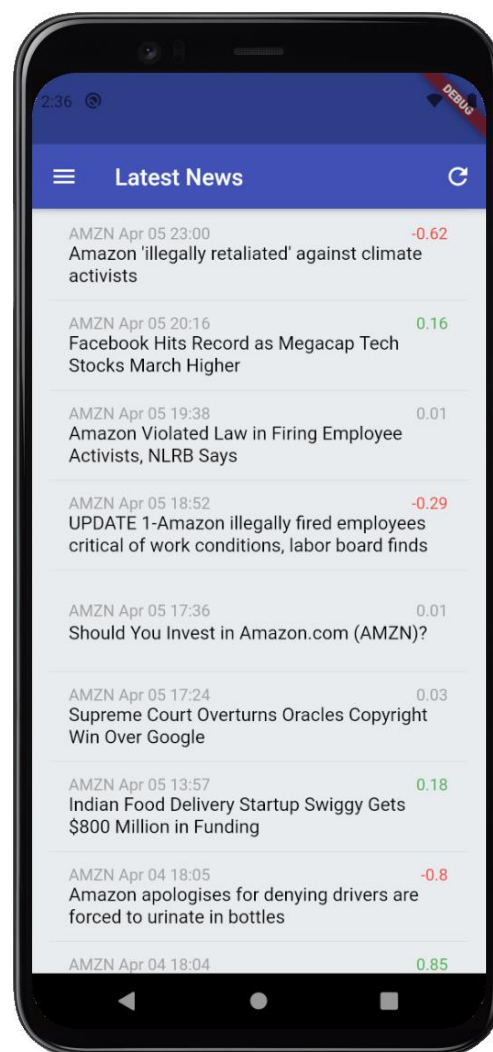 2:36
DEBUG
Latest News
AMZN Apr 05 23:00 -0.62
Amazon 'illegally retaliated' against climate
activists
AMZN Apr 05 20:16 0.16
Facebook Hits Record as Megacap Tech
Stocks March Higher
AMZN Apr 05 19:38 0.01
Amazon Violated Law in Firing Employee
Activists, NLRB Says
AMZN Apr 05 18:52 -0.29
UPDATE 1-Amazon illegally fired employees
critical of work conditions, labor board finds
AMZN Apr 05 17:36 0.01
Should You Invest in Amazon.com (AMZN)?
AMZN Apr 05 17:24 0.03
Supreme Court Overturns Oracles Copyright
Win Over Google
AMZN Apr 05 13:57 0.18
Indian Food Delivery Startup Swiggy Gets
$800 Million in Funding
AMZN Apr 04 18:05 -0.8
Amazon apologises for denying drivers are
forced to urinate in bottles
AMZN Apr 04 18:04 0.85